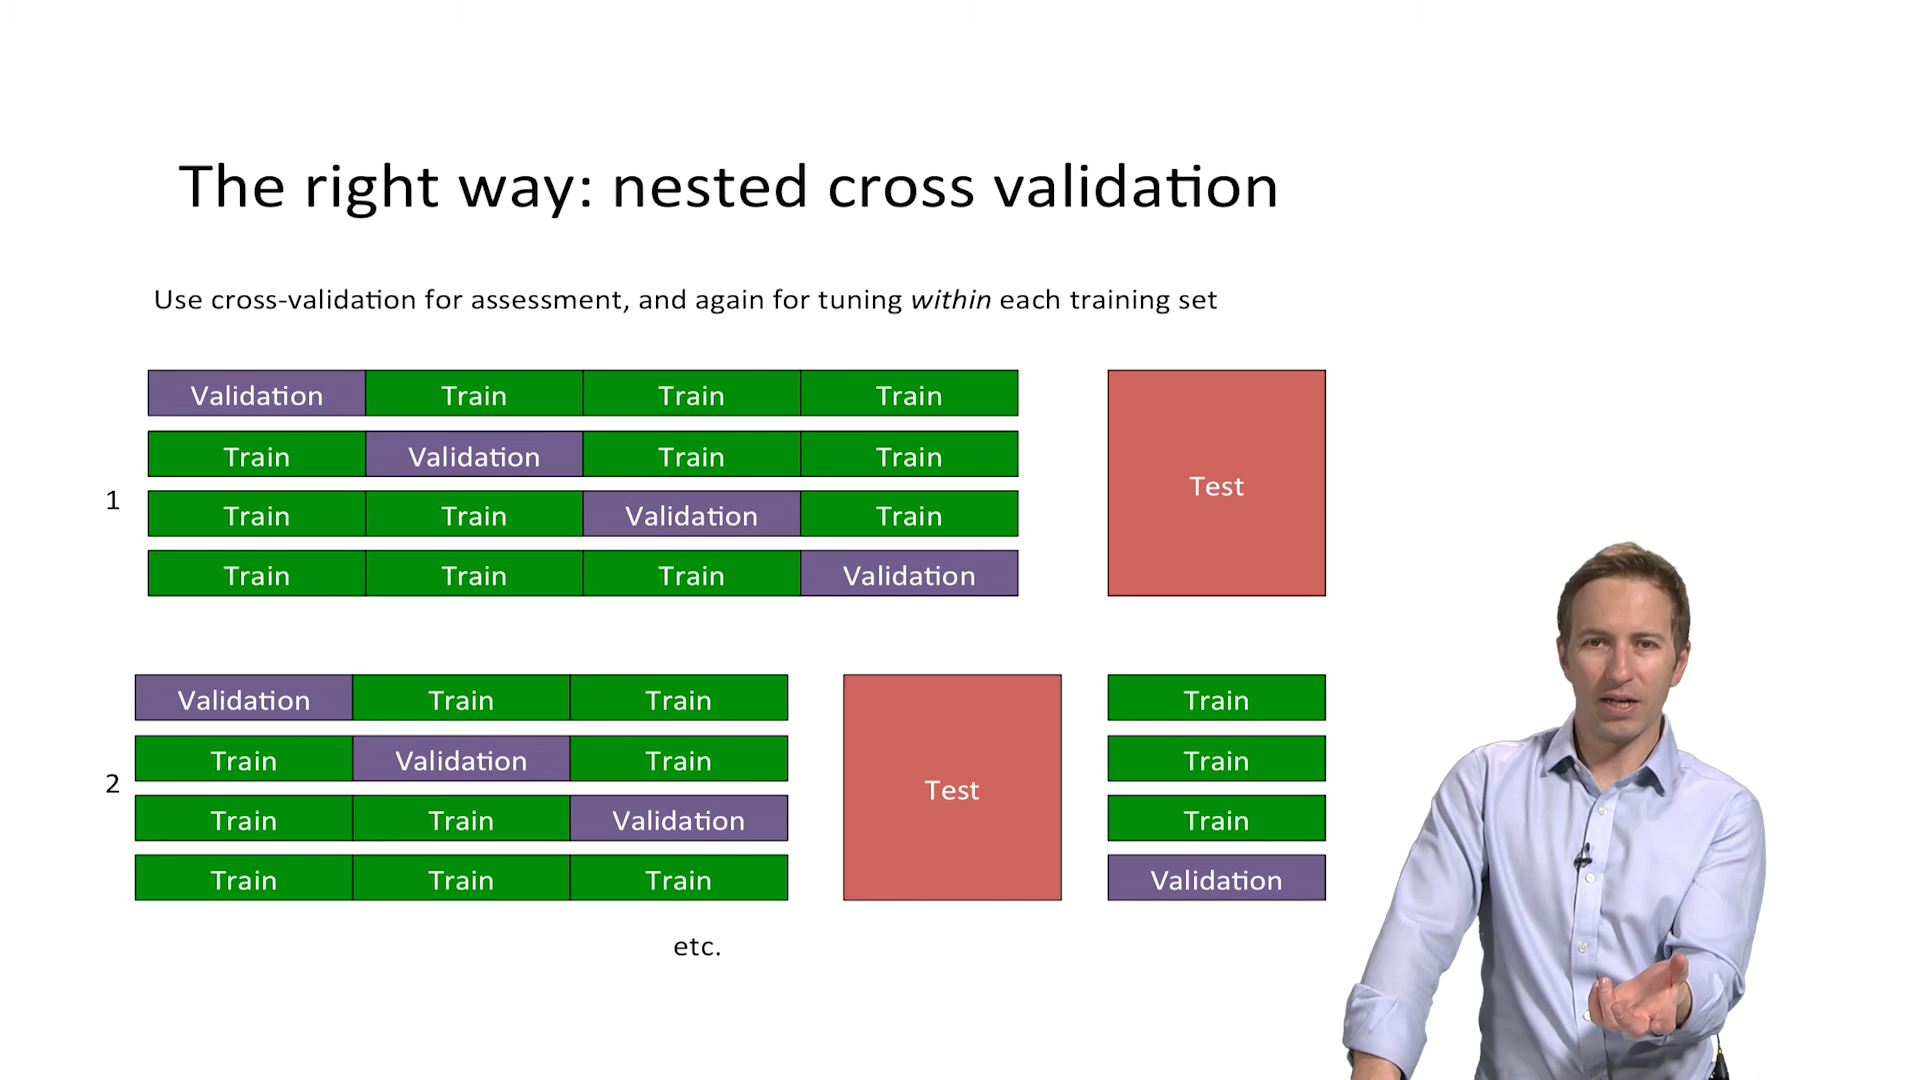 The right way: nested cross validation
Use cross-validation for assessment, and again for tuning within each training set
Validation Train Train Train
Train Validation Train Train
Train Train Validation Train
Train Train Train Validation
1
Test
Validation Train Train
Train Validation Train
Train Train Validation
Train Train Train
2
Test
Train
Train
Train
Validation
etc.